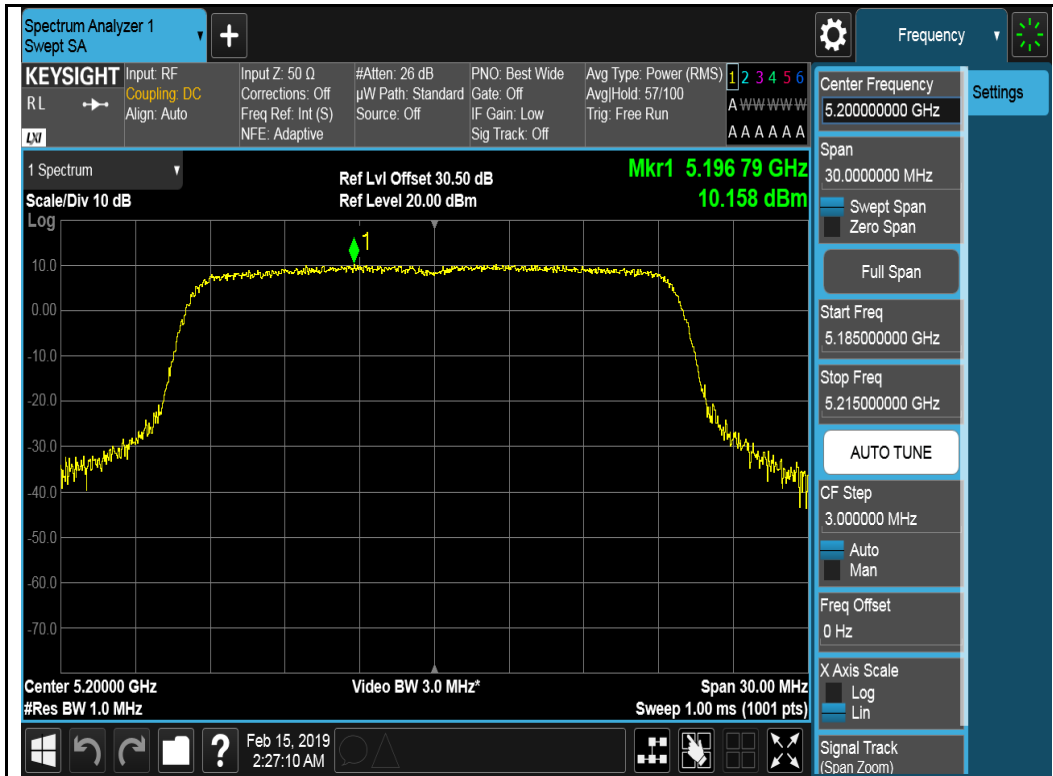 Spectrum Analyzer 1
Swept SA
▼
+
Frequency
▼
KEYSIGHT
R L
LXI
Input: RF
Coupling: DC
Align: Auto
Input Z: 50 Ω
Corrections: Off
Freq Ref: Int (S)
NFE: Adaptive
#Atten: 26 dB
µW Path: Standard
Source: Off
PNO: Best Wide
Gate: Off
IF Gain: Low
Sig Track: Off
Avg Type: Power (RMS)
Avg|Hold: 57/100
Trig: Free Run
1 2 3 4 5 6
A W W W W W
A A A A A A
1 Spectrum ▼
Scale/Div 10 dB
Log
Ref Lvl Offset 30.50 dB
Ref Level 20.00 dBm
Mkr1 5.196 79 GHz
10.158 dBm
1
10.0
0.00
-10.0
-20.0
-30.0
-40.0
-50.0
-60.0
-70.0
Center 5.20000 GHz
#Res BW 1.0 MHz
Video BW 3.0 MHz*
Span 30.00 MHz
Sweep 1.00 ms (1001 pts)
?
Feb 15, 2019
2:27:10 AM
Center Frequency
5.200000000 GHz
Span
30.0000000 MHz
Swept Span
Zero Span
Full Span
Start Freq
5.185000000 GHz
Stop Freq
5.215000000 GHz
AUTO TUNE
CF Step
3.000000 MHz
Auto
Man
Freq Offset
0 Hz
X Axis Scale
Log
Lin
Signal Track
(Span Zoom)
Settings